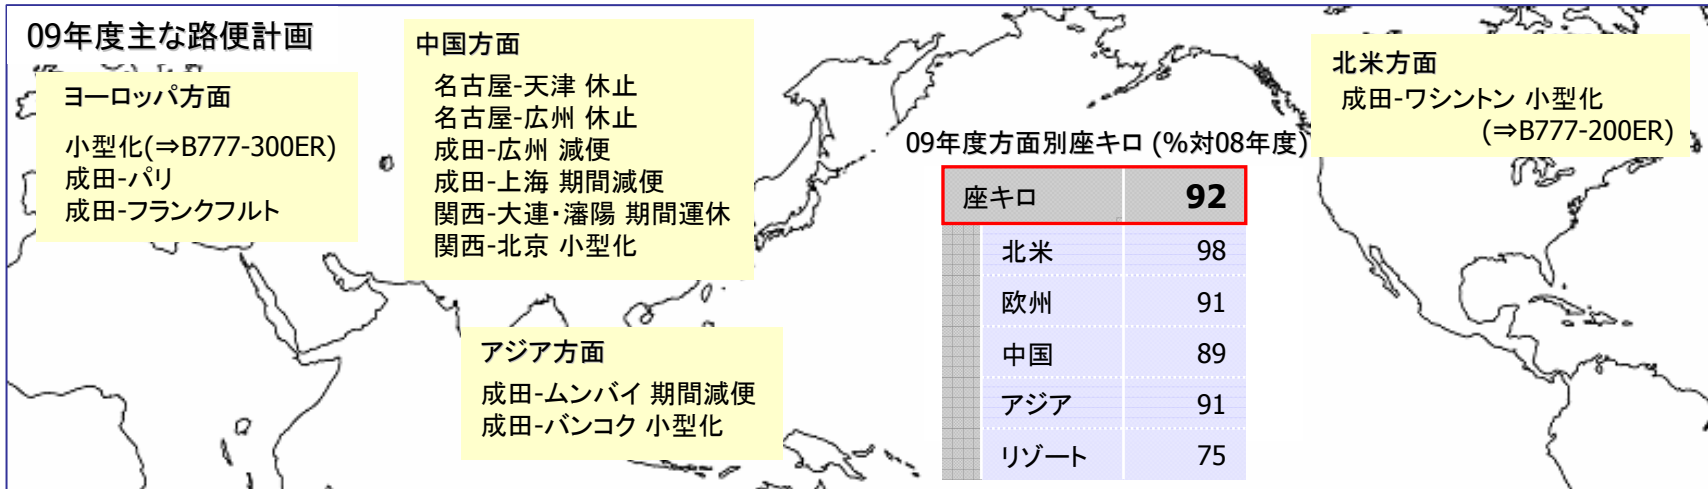 09年度主な路便計画
ヨーロッパ方面
小型化(⇒B777-300ER)
成田-パリ
成田-フランクフルト
中国方面
名古屋-天津 休止
名古屋-広州 休止
成田-広州 減便
成田-上海 期間減便
関西-大連・瀋陽 期間運休
関西-北京 小型化
アジア方面
成田-ムンバイ 期間減便
成田-バンコク 小型化
09年度方面別座キロ (%対08年度)
座キロ 92
北米 98
欧州 91
中国 89
アジア 91
リゾート 75
北米方面
成田-ワシントン 小型化
(⇒B777-200ER)